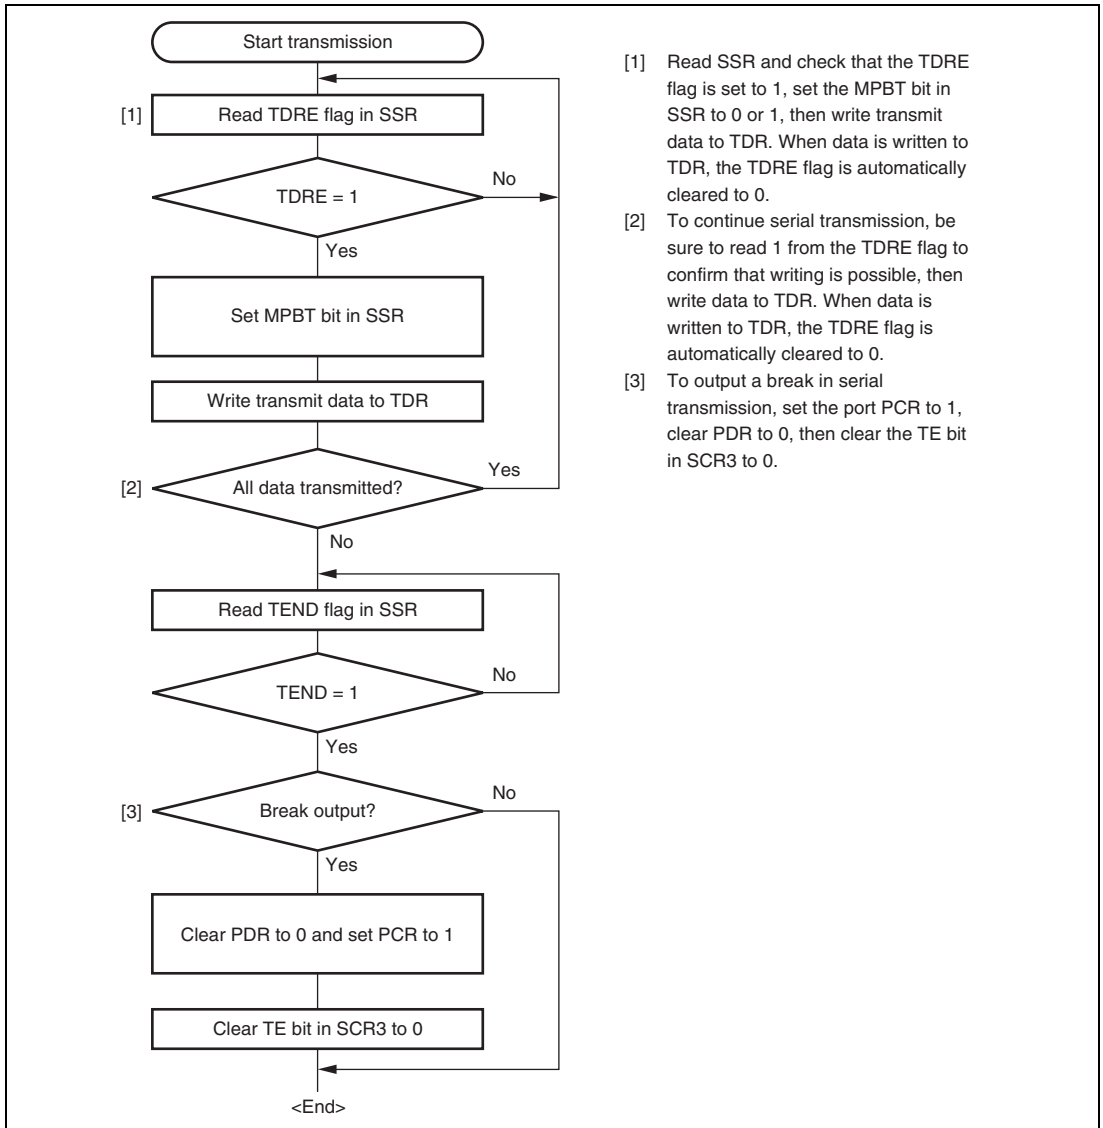 Start transmission
[1]
Read TDRE flag in SSR
TDRE = 1
No
Yes
Set MPBT bit in SSR
Write transmit data to TDR
[2]
All data transmitted?
Yes
No
Read TEND flag in SSR
TEND = 1
No
Yes
[3]
Break output?
No
Yes
Clear PDR to 0 and set PCR to 1
Clear TE bit in SCR3 to 0
<End>
[1] Read SSR and check that the TDRE
flag is set to 1, set the MPBT bit in
SSR to 0 or 1, then write transmit
data to TDR. When data is written to
TDR, the TDRE flag is automatically
cleared to 0.
[2] To continue serial transmission, be
sure to read 1 from the TDRE flag to
confirm that writing is possible, then
write data to TDR. When data is
written to TDR, the TDRE flag is
automatically cleared to 0.
[3] To output a break in serial
transmission, set the port PCR to 1,
clear PDR to 0, then clear the TE bit
in SCR3 to 0.